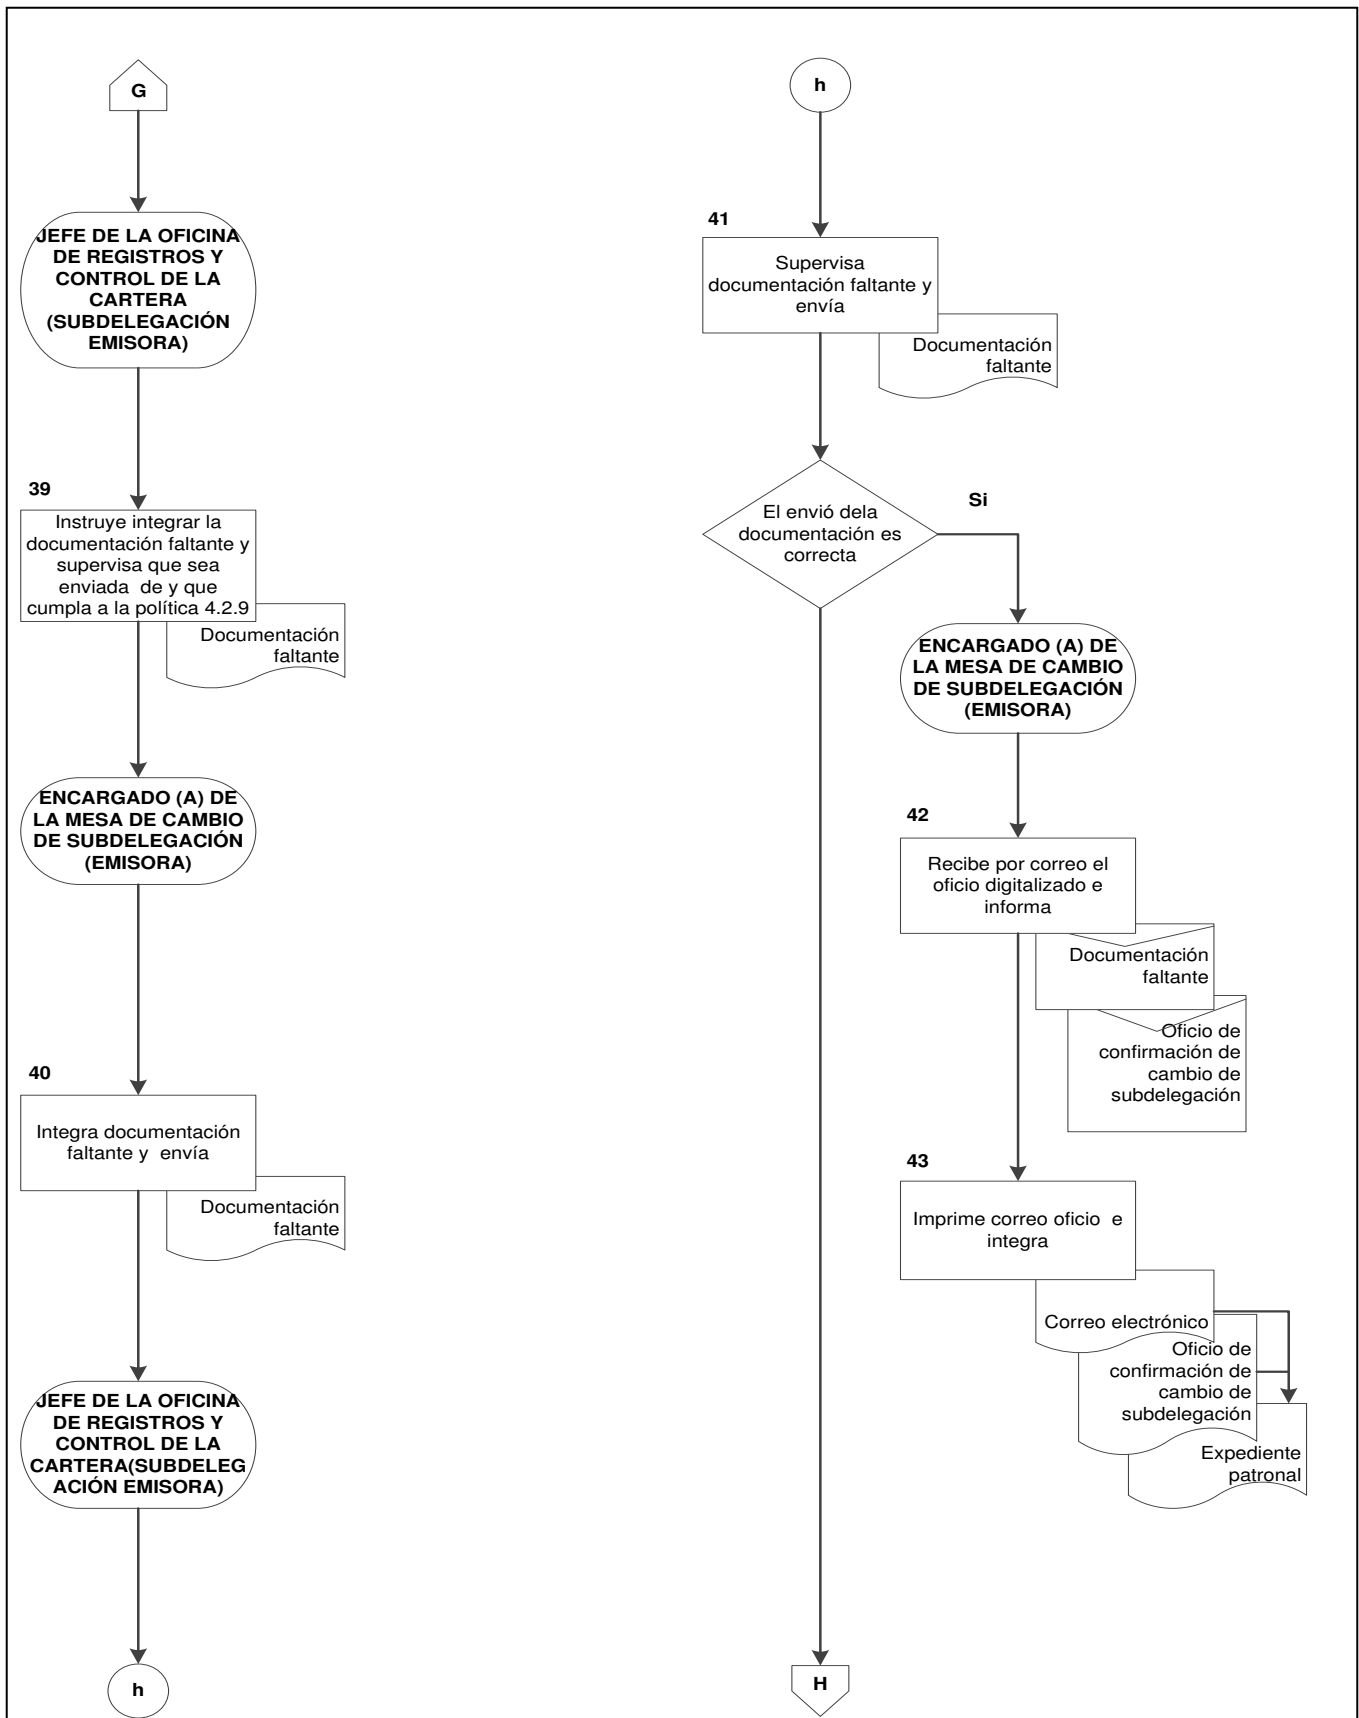 G
JEFE DE LA OFICINA
DE REGISTROS Y
CONTROL DE LA
CARTERA
(SUBDELEGACIÓN
EMISORA)
39
Instruye integrar la
documentación faltante y
supervisa que sea
enviada de y que
cumpla a la política 4.2.9
Documentación
faltante
ENCARGADO (A) DE
LA MESA DE CAMBIO
DE SUBDELEGACIÓN
(EMISORA)
40
Integra documentación
faltante y envía
Documentación
faltante
JEFE DE LA OFICINA
DE REGISTROS Y
CONTROL DE LA
CARTERA(SUBDELEG
ACIÓN EMISORA)
h
h
41
Supervisa
documentación faltante y
envía
Documentación
faltante
El envió dela
documentación es
correcta
Si
ENCARGADO (A) DE
LA MESA DE CAMBIO
DE SUBDELEGACIÓN
(EMISORA)
42
Recibe por correo el
oficio digitalizado e
informa
Documentación
faltante
Oficio de
confirmación de
cambio de
subdelegación
43
Imprime correo oficio e
integra
Correo electrónico
Oficio de
confirmación de
cambio de
subdelegación
Expediente
patronal
H